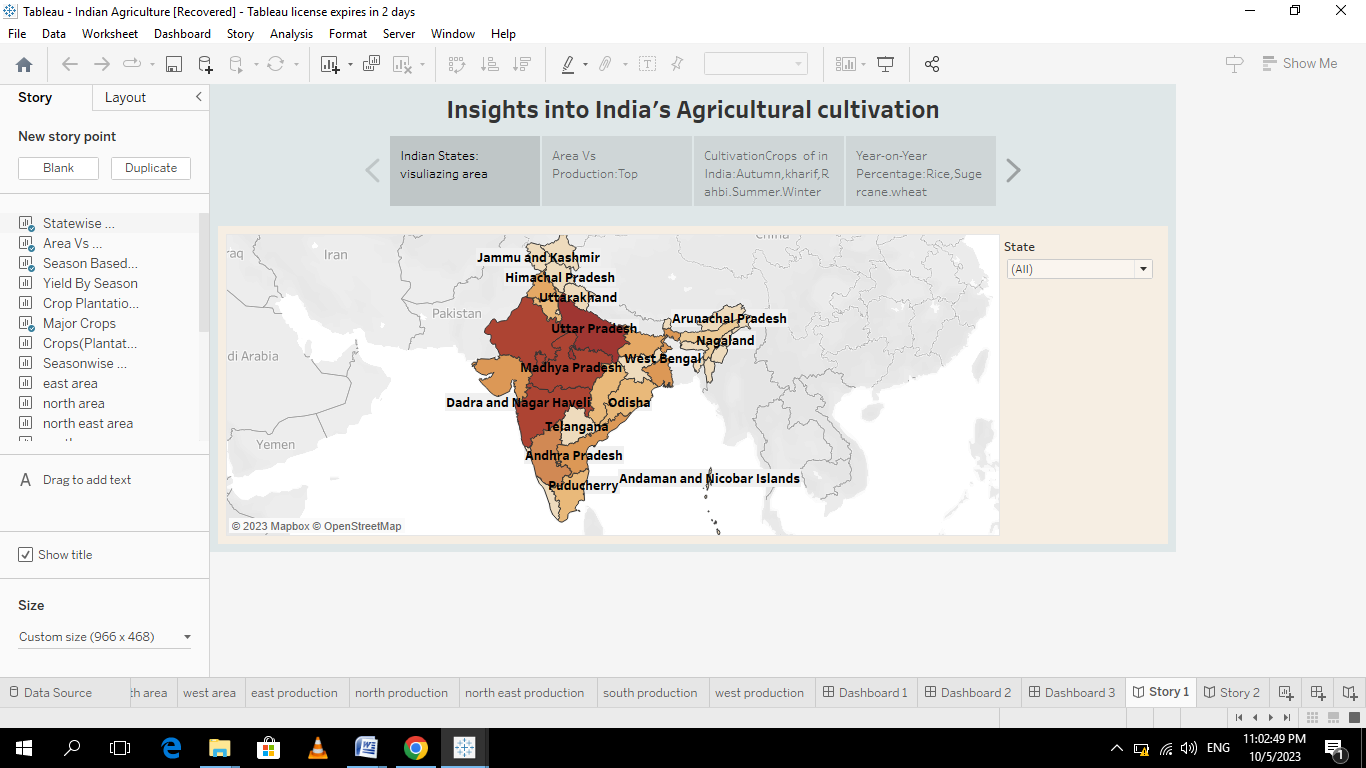 Tableau - Indian Agriculture [Recovered] - Tableau license expires in 2 days
File Data Worksheet Dashboard Story Analysis Format Server Window Help
Show Me
Story Layout
New story point
Blank Duplicate
Statewise ...
Area Vs ...
Season Based...
Yield By Season
Crop Plantatio...
Major Crops
Crops(Plantat...
Seasonwise ...
east area
north area
north east area
A Drag to add text
Show title
Size
Custom size (966 x 468)
Insights into India's Agricultural cultivation
Indian States:
visuliazing area
Area Vs
Production:Top
CultivationCrops of in
India:Autumn,kharif,R
ahbi.Summer.Winter
Year-on-Year
Percentage:Rice,Suge
rcane.wheat
State
(All)
China
raq
Iran
Pakistan
di Arabia
Yemen
Jammu and Kashmir
Himachal Pradesh
Uttarakhand
Arunachal Pradesh
Uttar Pradesh
Nagaland
West Bengal
Madhya Pradesh
Dadra and Nagar Haveli
Odisha
Telangana
Andhra Pradesh
Andaman and Nicobar Islands
Puducherry
© 2023 Mapbox © OpenStreetMap
Data Source th area west area east production north production north east production south production west production Dashboard 1 Dashboard 2 Dashboard 3 Story 1 Story 2
ENG
11:02:49 PM
10/5/2023
1